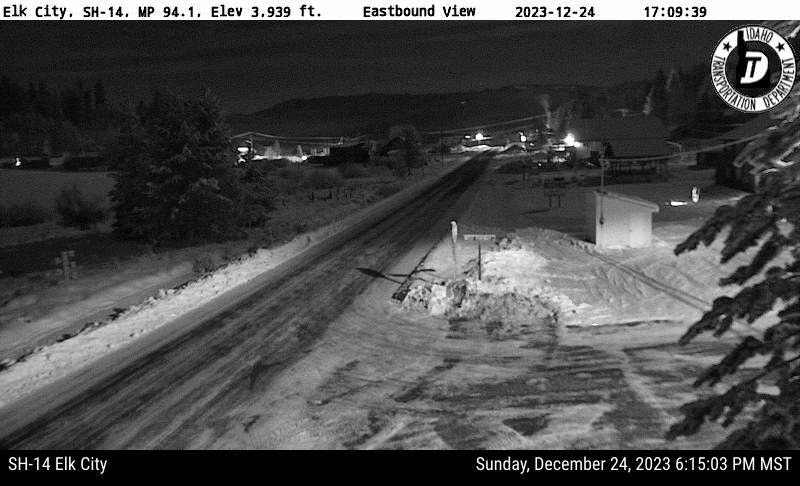 Elk City, SH-14, MP 94.1, Elev 3,939 ft. Eastbound View 2023-12-24 17:09:39
IDAHO
TRANSPORTATION DEPARTMENT
SH-14 Elk City Sunday, December 24, 2023 6:15:03 PM MST